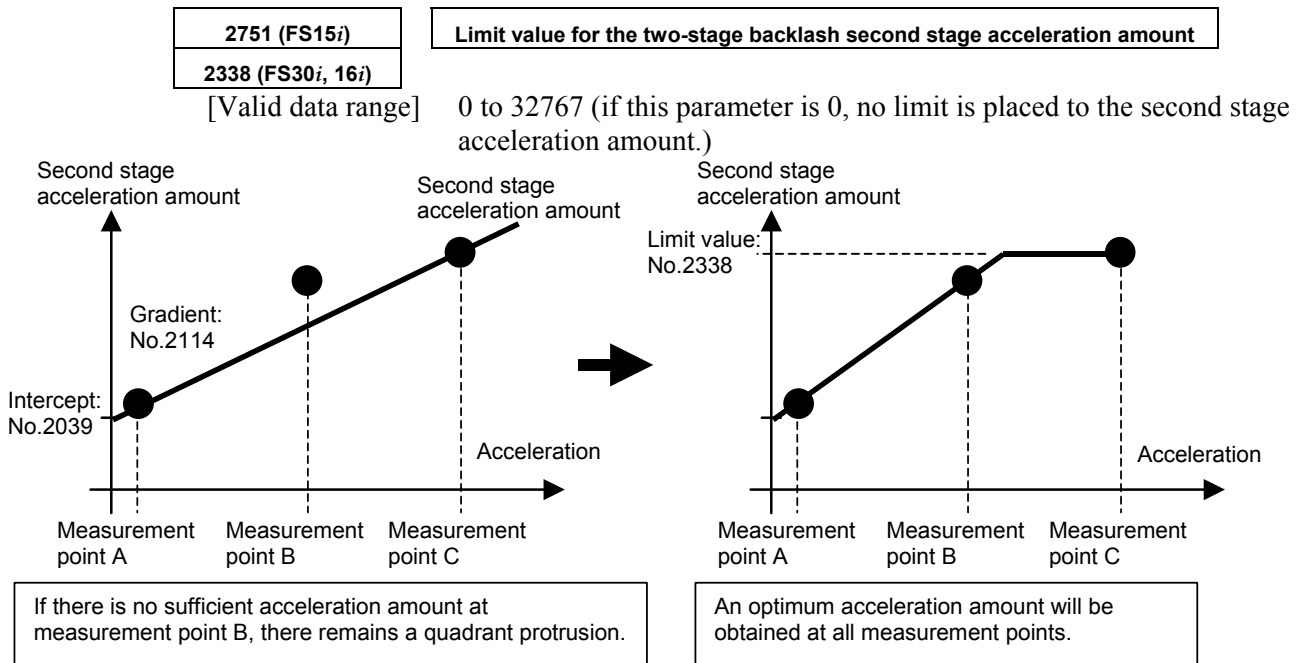 2751 (FS15i)
Limit value for the two-stage backlash second stage acceleration amount
2338 (FS30i, 16i)
[Valid data range] 0 to 32767 (if this parameter is 0, no limit is placed to the second stage
acceleration amount.)
Second stage
acceleration amount
Second stage
acceleration amount
Gradient:
No.2114
Intercept:
No.2039
Acceleration
Measurement
point A
Measurement
point B
Measurement
point C
If there is no sufficient acceleration amount at
measurement point B, there remains a quadrant protrusion.
Second stage
acceleration amount
Limit value:
No.2338
Acceleration
Measurement
point A
Measurement
point B
Measurement
point C
An optimum acceleration amount will be
obtained at all measurement points.